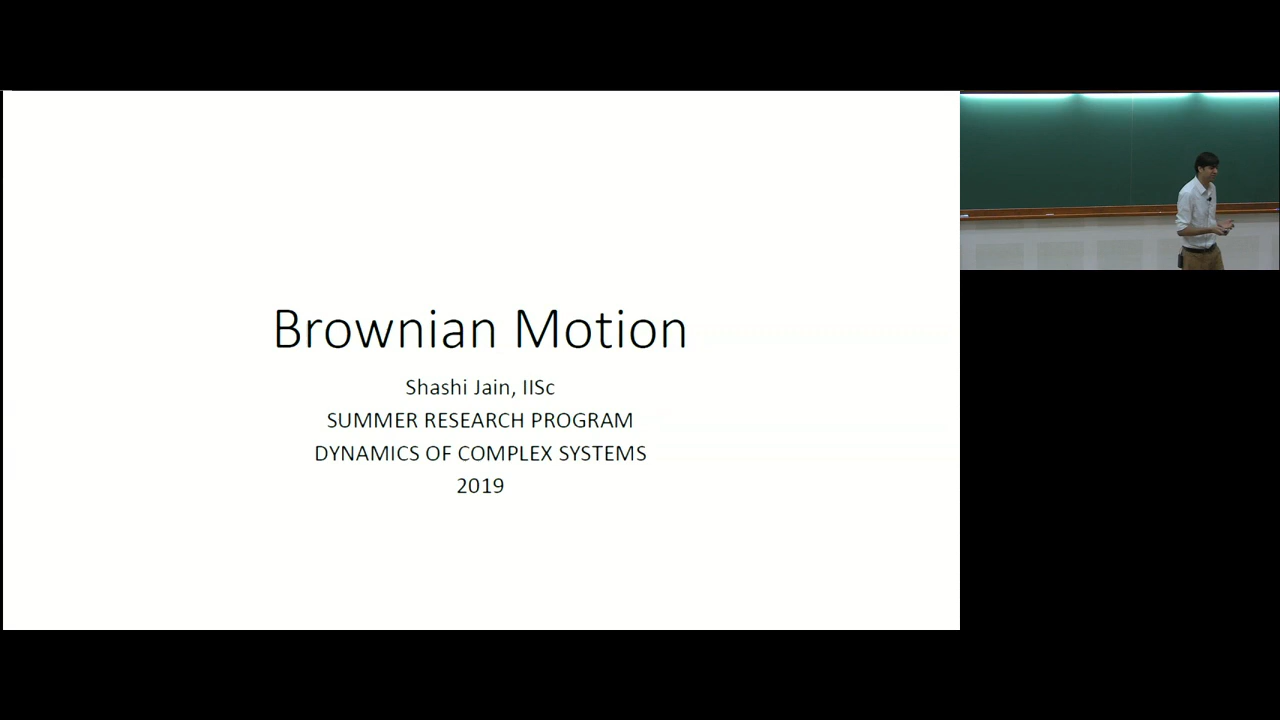 Brownian Motion
Shashi Jain, IISc
SUMMER RESEARCH PROGRAM
DYNAMICS OF COMPLEX SYSTEMS
2019